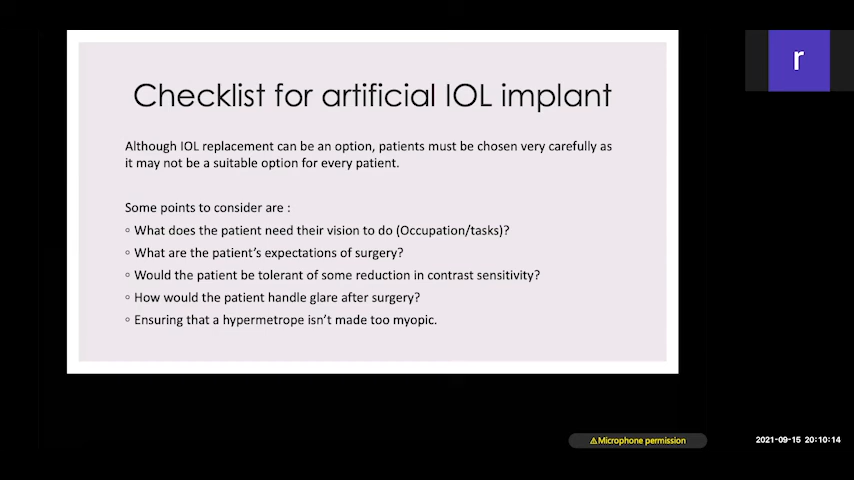 Checklist for artificial IOL implant
Although IOL replacement can be an option, patients must be chosen very carefully as
it may not be a suitable option for every patient.
Some points to consider are :
◦ What does the patient need their vision to do (Occupation/tasks)?
◦ What are the patient's expectations of surgery?
◦ Would the patient be tolerant of some reduction in contrast sensitivity?
◦ How would the patient handle glare after surgery?
◦ Ensuring that a hypermetrope isn't made too myopic.
r
⚠Microphone permission
2021-09-15 20:10:14